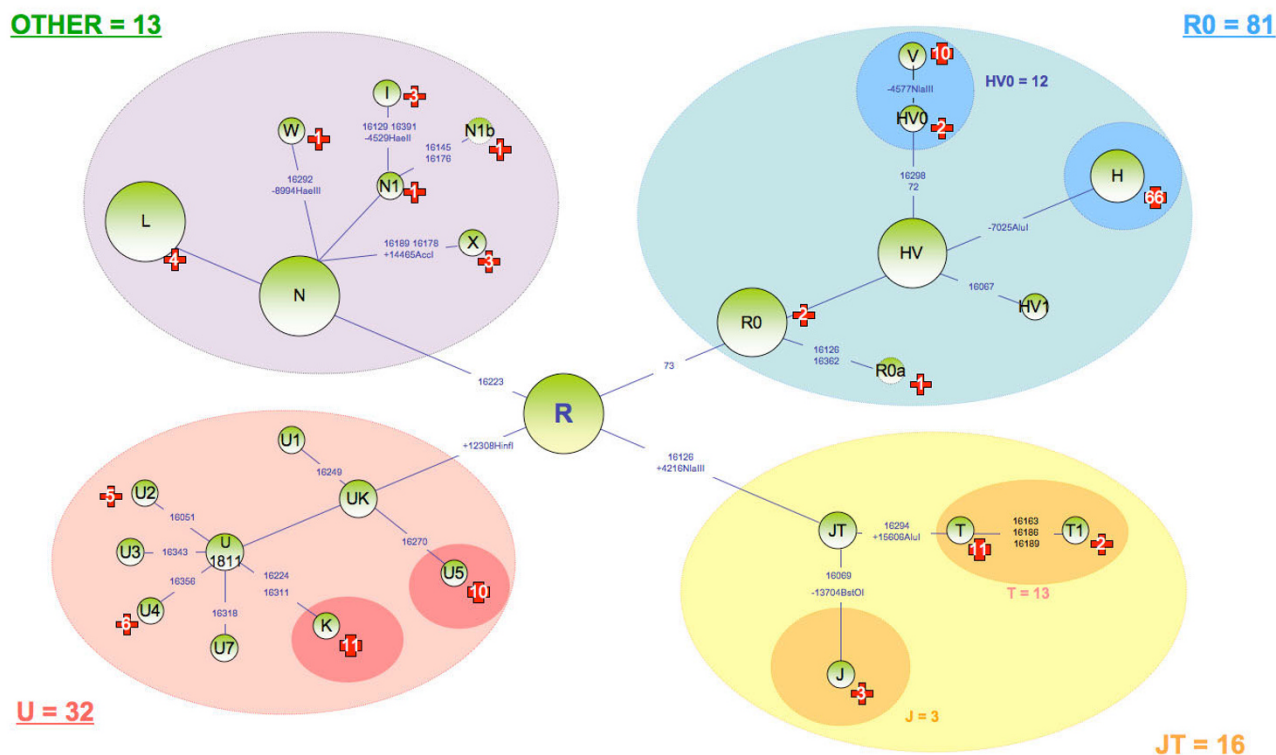 OTHER = 13
R0 = 81
I
3
W
1
16129 16391
-4529HaeII
N1b
1
16145
16176
16292
-8994HaeIII
N1
1
L
4
16189 16178
+14465AccI
X
3
N
16223
V
10
-4577NlaIII
HV0 = 12
HV0
2
16298
72
H
66
-7025AluI
HV
16067
HV1
R0
2
16126
16362
R0a
1
73
R
+12308HinfI
16126
+4216NlaIII
U1
16249
5
U2
UK
16051
U3
16343
U
1811
16270
16356
16224
16311
U5
10
U4
6
16318
K
11
U7
U = 32
JT
16294
+15606AluI
T
11
16163
16186
16189
T1
2
T = 13
16069
-13704BstOI
J
3
J = 3
JT = 16